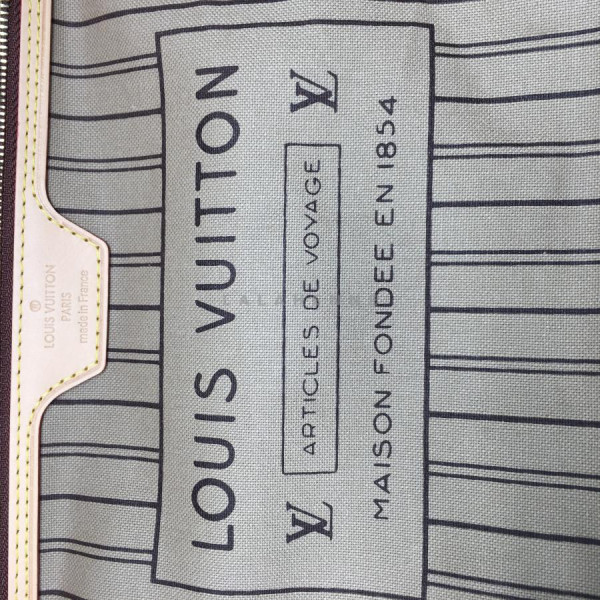 ®
LOUIS VUITTON
PARIS
made in France
LOUIS VUITTON
LV LV
ARTICLES DE VOYAGE
MAISON FONDEE EN 1854